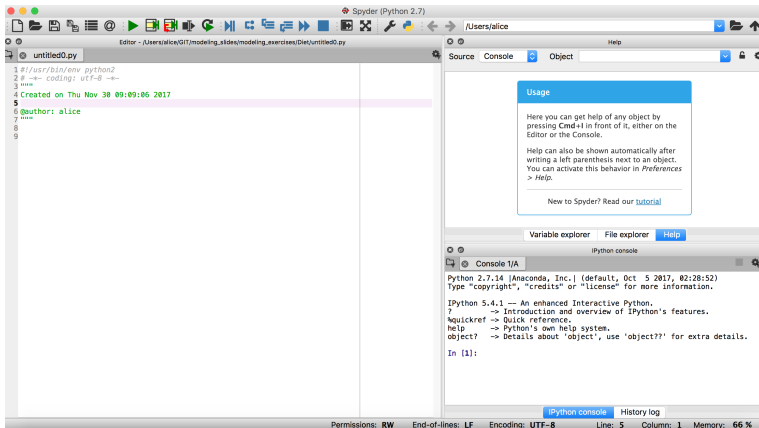 Spyder (Python 2.7)
/Users/alice
Editor - /Users/alice/GIT/modeling_slides/modeling_exercises/Diet/untitled0.py
untitled0.py
1 #!/usr/bin/env python2
2 # -*- coding: utf-8 -*-
3 """
4 Created on Thu Nov 30 09:09:06 2017
5
6 @author: alice
7 """
8
9
Help
Source Console Object
Usage
Here you can get help of any object by
pressing Cmd+I in front of it, either on the
Editor or the Console.
Help can also be shown automatically after
writing a left parenthesis next to an object.
You can activate this behavior in Preferences
> Help.
New to Spyder? Read our tutorial
Variable explorer File explorer Help
IPython console
Console 1/A
Python 2.7.14 |Anaconda, Inc.| (default, Oct  5 2017, 02:28:52)
Type "copyright", "credits" or "license" for more information.
IPython 5.4.1 -- An enhanced Interactive Python.
?         -> Introduction and overview of IPython's features.
%quickref -> Quick reference.
help      -> Python's own help system.
object?   -> Details about 'object', use 'object??' for extra details.
In [1]:
IPython console History log
Permissions: RW End-of-lines: LF Encoding: UTF-8 Line: 5 Column: 1 Memory: 66 %